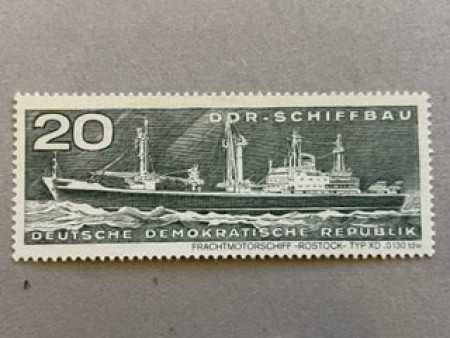 20 DDR-SCHIFFBAU
DEUTSCHE DEMOKRATISCHE REPUBLIK
FRACHTMOTORSCHIFF -ROSTOCK- TYP XD